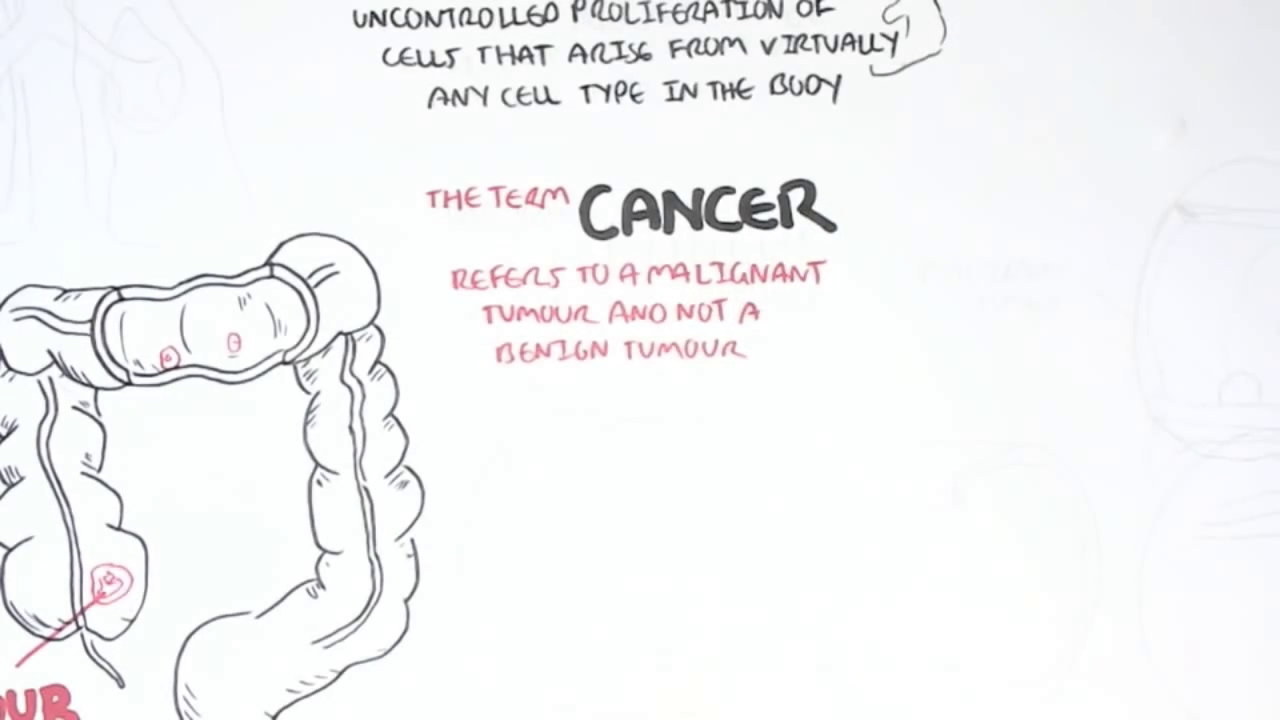 UNCONTROLLED PROLIFERATION OF
CELLS THAT ARISE FROM VIRTUALLY
ANY CELL TYPE IN THE BODY
THE TERM CANCER
REFERS TO A MALIGNANT
TUMOUR AND NOT A
BENIGN TUMOUR
OUR